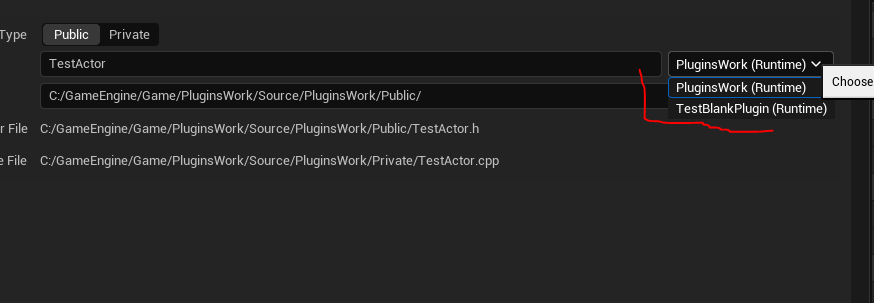 Type Public Private
TestActor PluginsWork (Runtime)
Choose
PluginsWork (Runtime)
C:/GameEngine/Game/PluginsWork/Source/PluginsWork/Public/
TestBlankPlugin (Runtime)
r File C:/GameEngine/Game/PluginsWork/Source/PluginsWork/Public/TestActor.h
e File C:/GameEngine/Game/PluginsWork/Source/PluginsWork/Private/TestActor.cpp